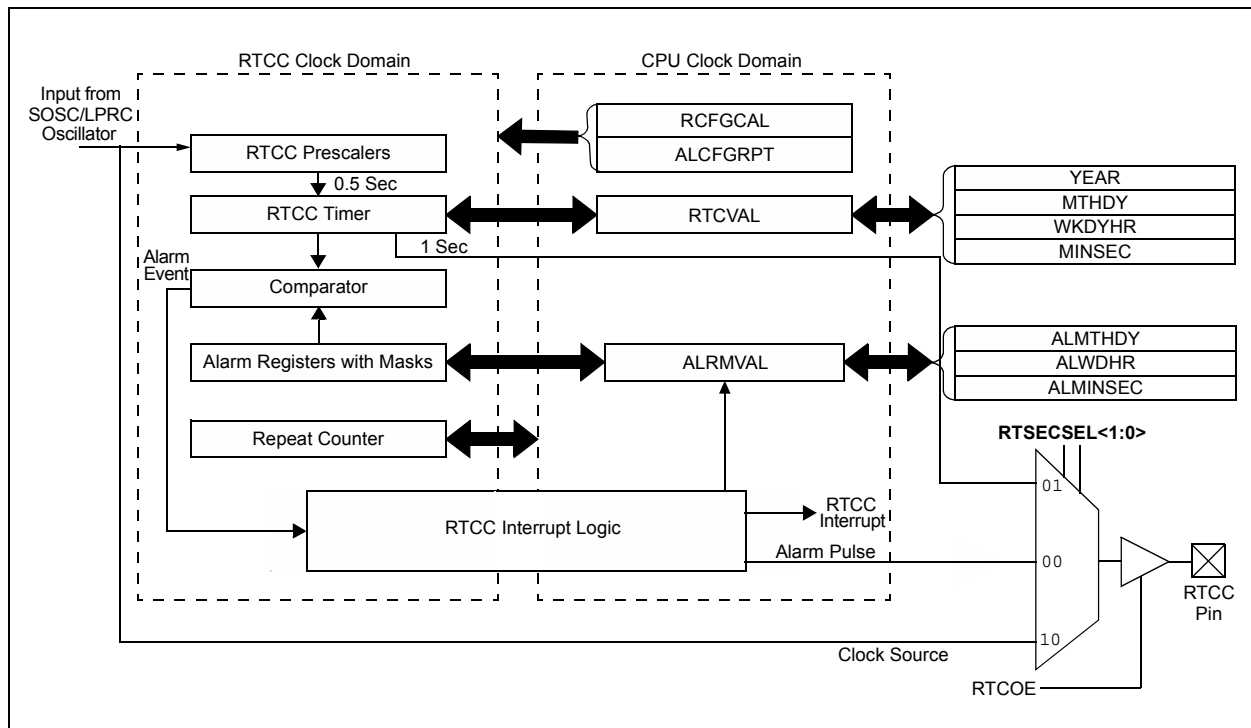 RTCC Clock Domain
CPU Clock Domain
Input from
SOSC/LPRC
Oscillator
RCFGCAL
ALCFGRPT
RTCC Prescalers
0.5 Sec
RTCC Timer
RTCVAL
YEAR
MTHDY
WKDYHR
MINSEC
1 Sec
Alarm
Event
Comparator
Alarm Registers with Masks
ALRMVAL
ALMTHDY
ALWDHR
ALMINSEC
Repeat Counter
RTSECSEL<1:0>
01
RTCC Interrupt Logic
RTCC
Interrupt
Alarm Pulse
00
RTCC
Pin
10
Clock Source
RTCOE